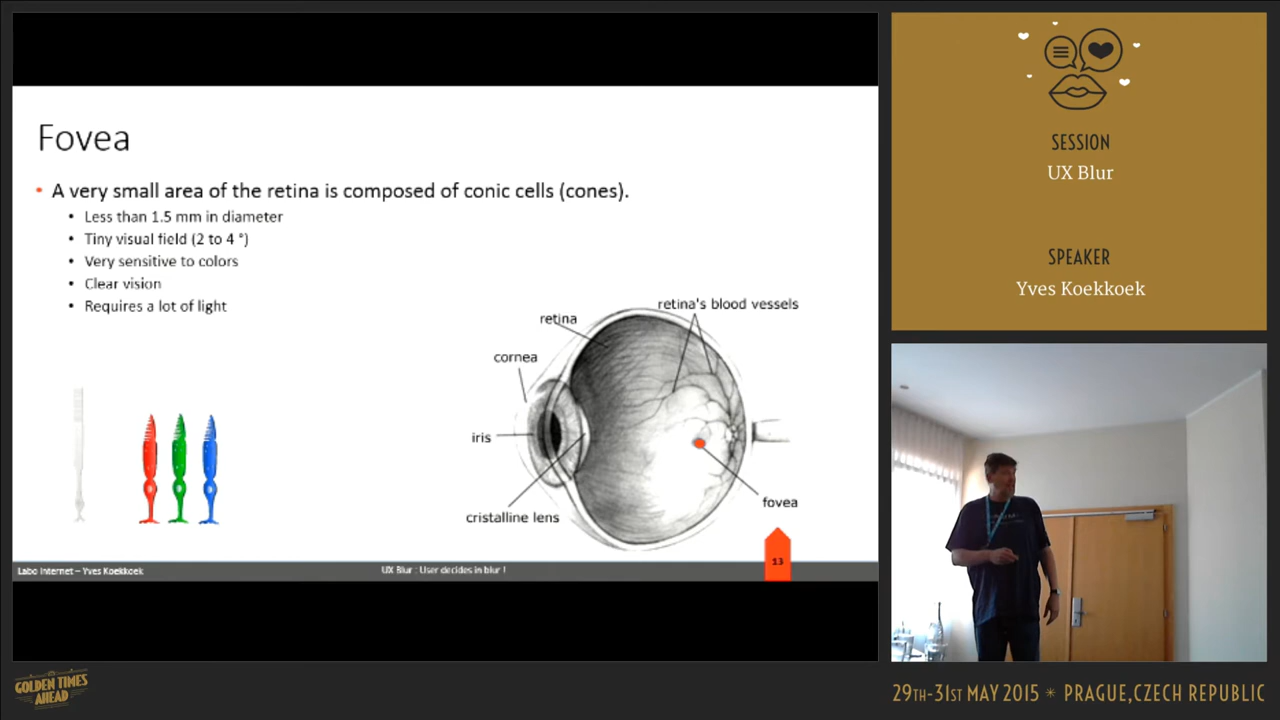 Fovea
• A very small area of the retina is composed of conic cells (cones).
• Less than 1.5 mm in diameter
• Tiny visual field (2 to 4 °)
• Very sensitive to colors
• Clear vision
• Requires a lot of light
retina's blood vessels
retina
cornea
iris
cristalline lens
fovea
13
Labo Internet – Yves Koekkoek
UX Blur : User decides in blur !
SESSION
UX Blur
SPEAKER
Yves Koekkoek
GOLDEN TIMES
AHEAD
29TH-31ST MAY 2015 * PRAGUE, CZECH REPUBLIC